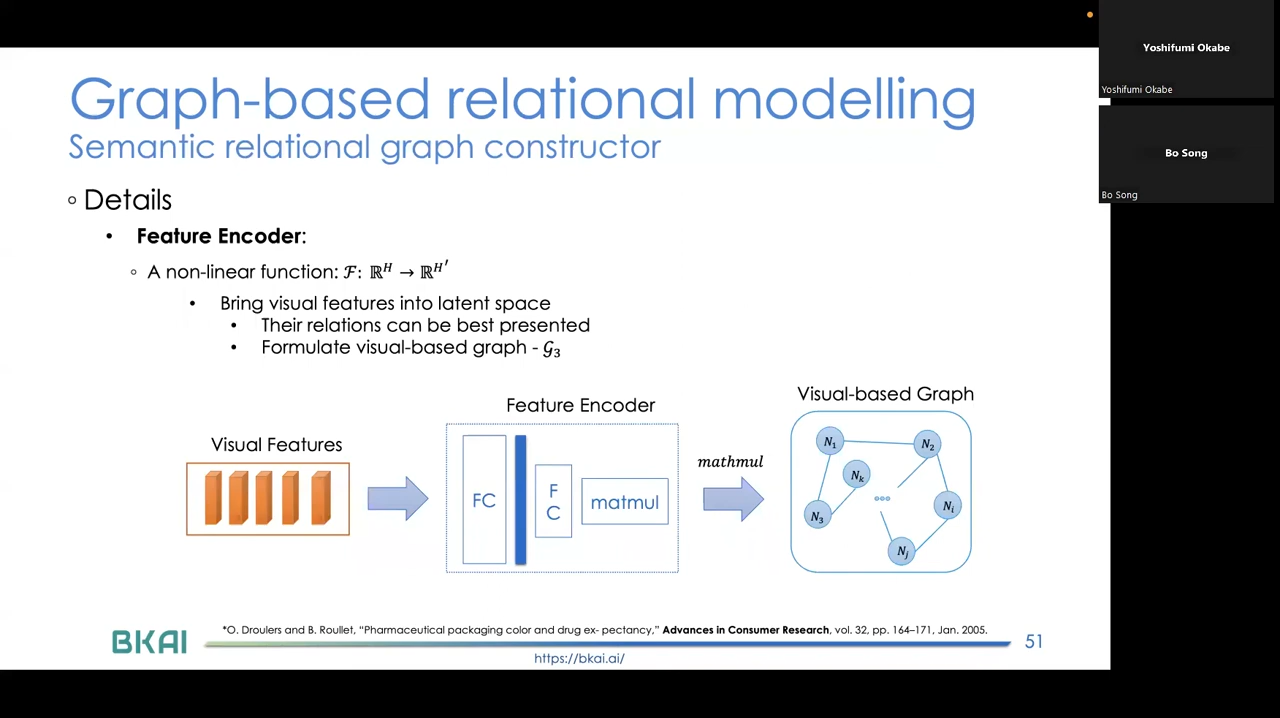 Graph-based relational modelling
Semantic relational graph constructor
◦ Details
• Feature Encoder:
◦ A non-linear function: ℱ: ℝ^H → ℝ^H′
• Bring visual features into latent space
• Their relations can be best presented
• Formulate visual-based graph - 𝒢₃
Visual Features
Feature Encoder
FC
F
C
matmul
mathmul
Visual-based Graph
N₁
N₂
Nₖ
N₃
Nᵢ
Nⱼ
*O. Droulers and B. Roullet, “Pharmaceutical packaging color and drug ex- pectancy,” Advances in Consumer Research, vol. 32, pp. 164–171, Jan. 2005.
BKAI
51
https://bkai.ai/
Yoshifumi Okabe
Yoshifumi Okabe
Bo Song
Bo Song